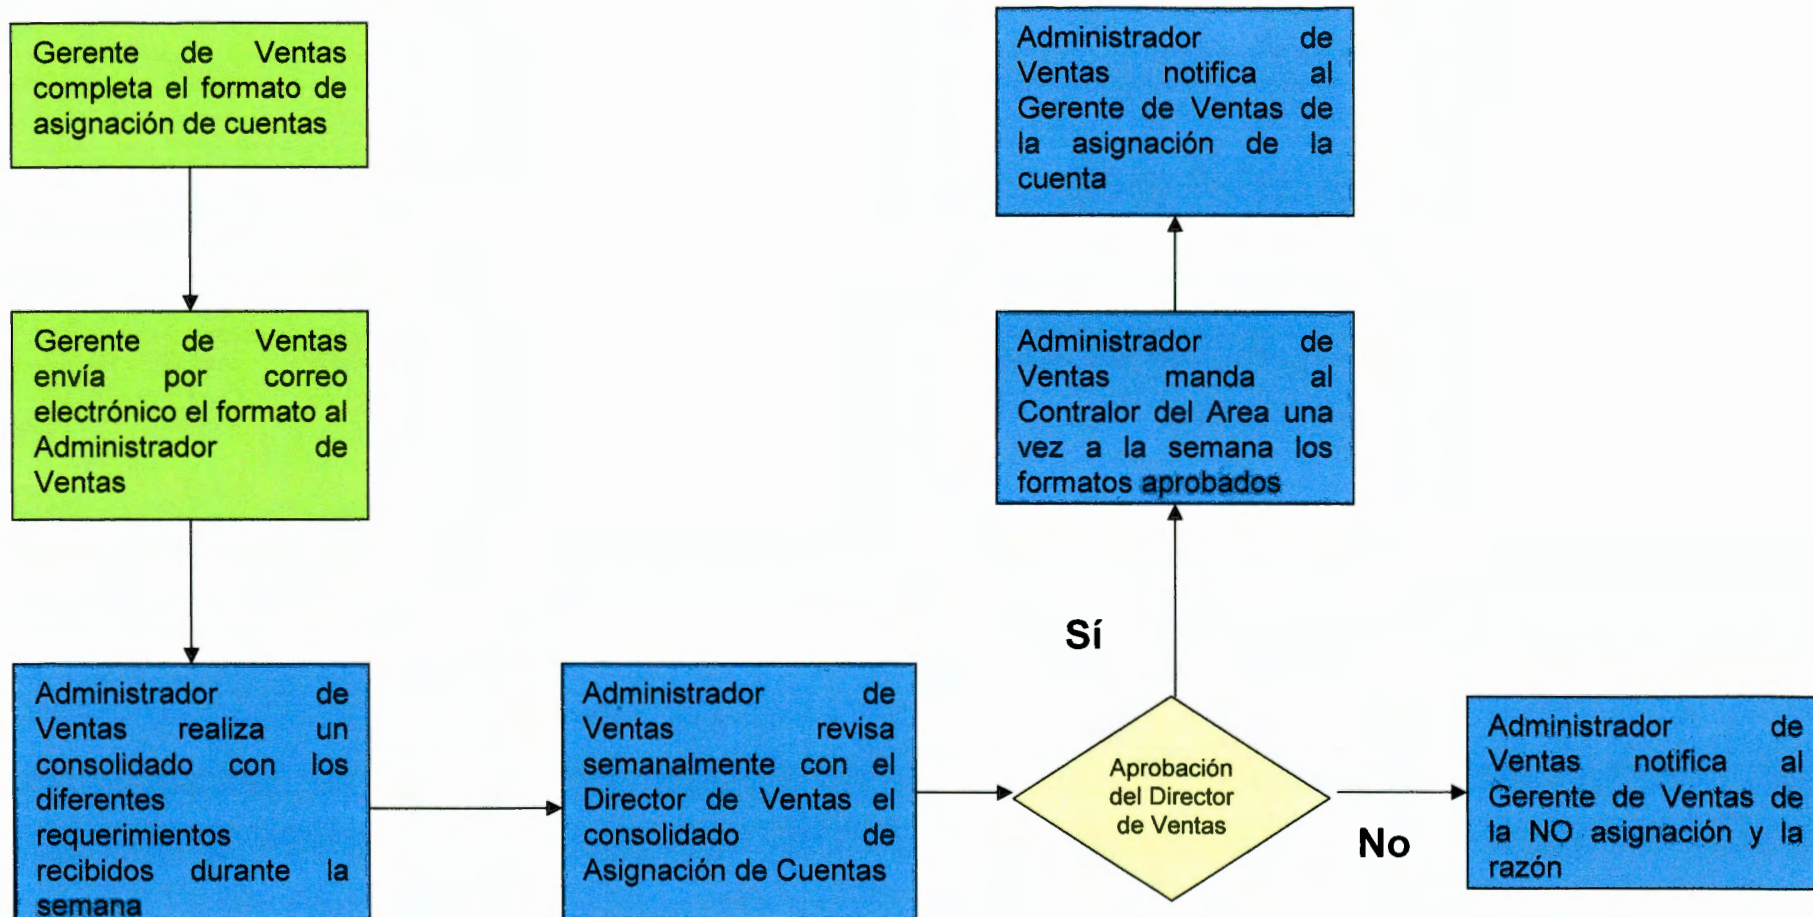 Gerente de Ventas
completa el formato de
asignación de cuentas
Gerente de Ventas
envía por correo
electrónico el formato al
Administrador de
Ventas
Administrador de
Ventas realiza un
consolidado con los
diferentes
requerimientos
recibidos durante la
semana
Administrador de
Ventas revisa
semanalmente con el
Director de Ventas el
consolidado de
Asignación de Cuentas
Aprobación
del Director
de Ventas
Sí
Administrador de
Ventas manda al
Contralor del Area una
vez a la semana los
formatos aprobados
Administrador de
Ventas notifica al
Gerente de Ventas de
la asignación de la
cuenta
No
Administrador de
Ventas notifica al
Gerente de Ventas de
la NO asignación y la
razón